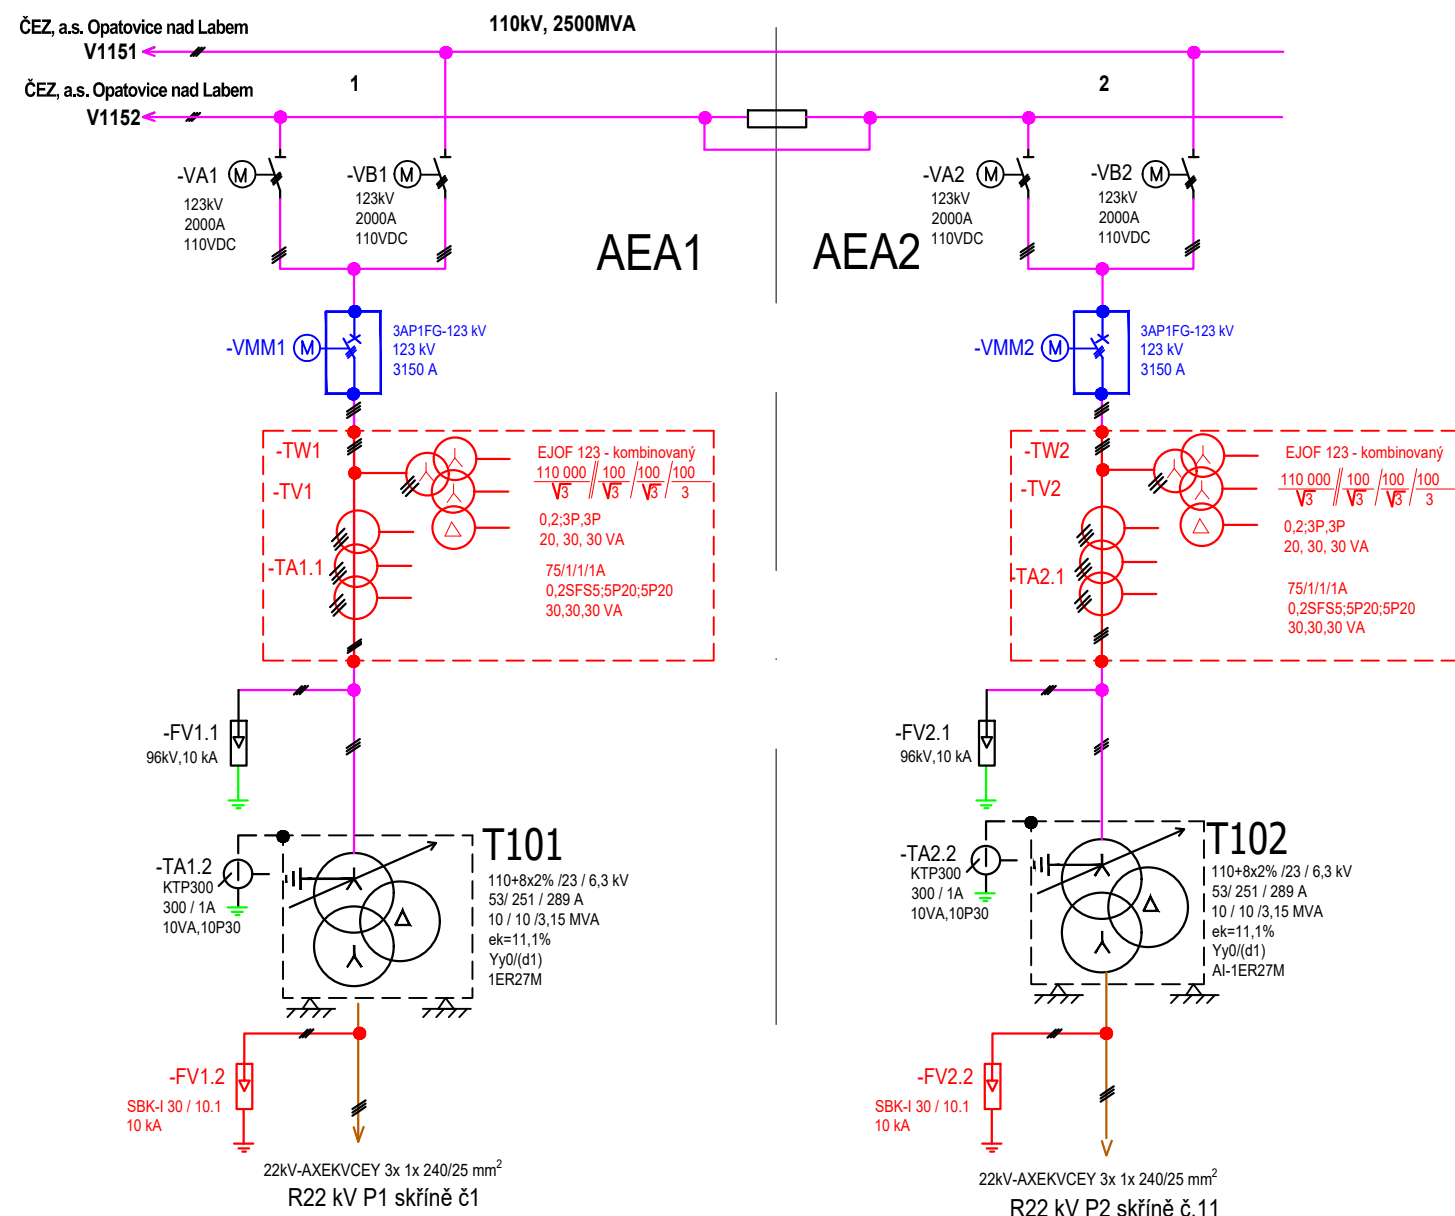 ČEZ, a.s. Opatovice nad Labem
110kV, 2500MVA
V1151
ČEZ, a.s. Opatovice nad Labem
1
2
V1152
-VA1
M
123kV
2000A
110VDC
-VB1
M
123kV
2000A
110VDC
AEA1
AEA2
-VA2
M
123kV
2000A
110VDC
-VB2
M
123kV
2000A
110VDC
-VMM1
M
3AP1FG-123 kV
123 kV
3150 A
-VMM2
M
3AP1FG-123 kV
123 kV
3150 A
-TW1
-TV1
-TA1.1
EJOF 123 - kombinovaný
110 000/√3 // 100/√3 / 100/√3 / 100/3
0,2;3P,3P
20, 30, 30 VA
75/1/1/1A
0,2SFS5;5P20;5P20
30,30,30 VA
-TW2
-TV2
-TA2.1
EJOF 123 - kombinovaný
110 000/√3 // 100/√3 / 100/√3 / 100/3
0,2;3P,3P
20, 30, 30 VA
75/1/1/1A
0,2SFS5;5P20;5P20
30,30,30 VA
-FV1.1
96kV,10 kA
-FV2.1
96kV,10 kA
-TA1.2
KTP300
300 / 1A
10VA,10P30
T101
110+8x2% /23 / 6,3 kV
53/ 251 / 289 A
10 / 10 /3,15 MVA
ek=11,1%
Yy0/(d1)
1ER27M
-TA2.2
KTP300
300 / 1A
10VA,10P30
T102
110+8x2% /23 / 6,3 kV
53/ 251 / 289 A
10 / 10 /3,15 MVA
ek=11,1%
Yy0/(d1)
AI-1ER27M
-FV1.2
SBK-I 30 / 10.1
10 kA
-FV2.2
SBK-I 30 / 10.1
10 kA
22kV-AXEKVCEY 3x 1x 240/25 mm²
R22 kV P1 skříně č1
22kV-AXEKVCEY 3x 1x 240/25 mm²
R22 kV P2 skříně č.11